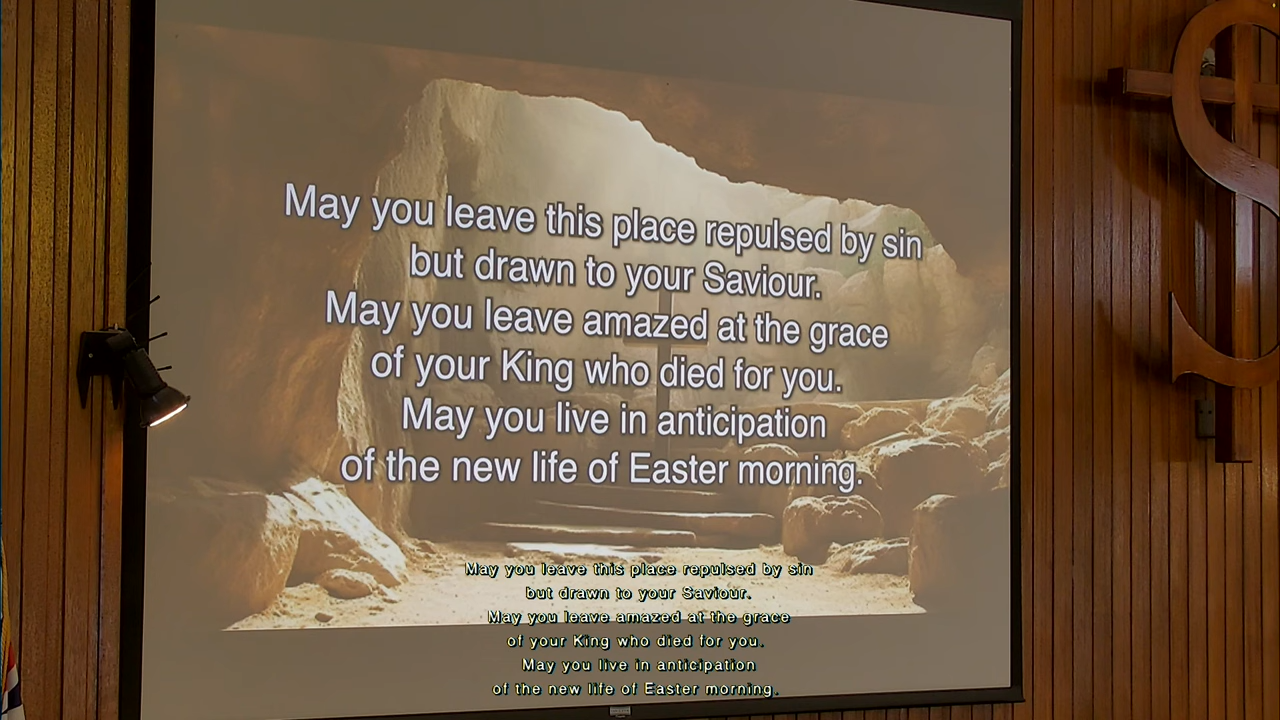 May you leave this place repulsed by sin
but drawn to your Saviour.
May you leave amazed at the grace
of your King who died for you.
May you live in anticipation
of the new life of Easter morning.
May you leave this place repulsed by sin
but drawn to your Saviour.
May you leave amazed at the grace
of your King who died for you.
May you live in anticipation
of the new life of Easter morning.